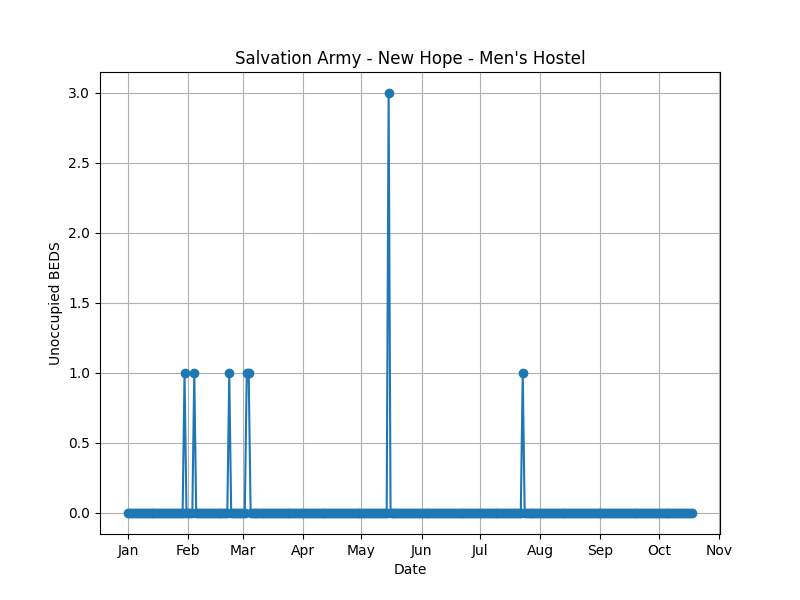 Salvation Army - New Hope - Men's Hostel
Unoccupied BEDS
3.0
2.5
2.0
1.5
1.0
0.5
0.0
Jan Feb Mar Apr May Jun Jul Aug Sep Oct Nov
Date